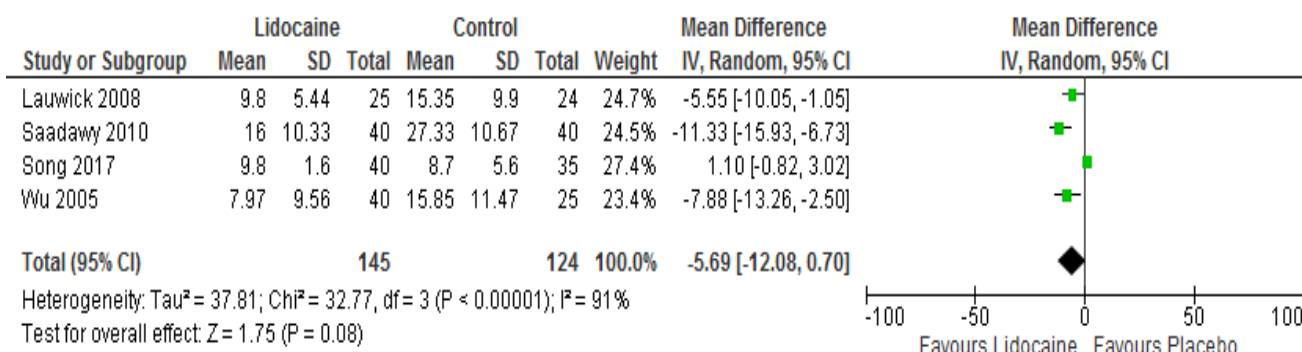 Lidocaine Control Mean Difference Mean Difference
Study or Subgroup Mean SD Total Mean SD Total Weight IV, Random, 95% CI IV, Random, 95% CI
Lauwick 2008 9.8 5.44 25 15.35 9.9 24 24.7% -5.55 [-10.05, -1.05]
Saadawy 2010 16 10.33 40 27.33 10.67 40 24.5% -11.33 [-15.93, -6.73]
Song 2017 9.8 1.6 40 8.7 5.6 35 27.4% 1.10 [-0.82, 3.02]
Wu 2005 7.97 9.56 40 15.85 11.47 25 23.4% -7.88 [-13.26, -2.50]
Total (95% CI) 145 124 100.0% -5.69 [-12.08, 0.70]
Heterogeneity: Tau² = 37.81; Chi² = 32.77, df = 3 (P < 0.00001); I² = 91%
Test for overall effect: Z = 1.75 (P = 0.08)
-100 -50 0 50 100
Favours Lidocaine Favours Placebo